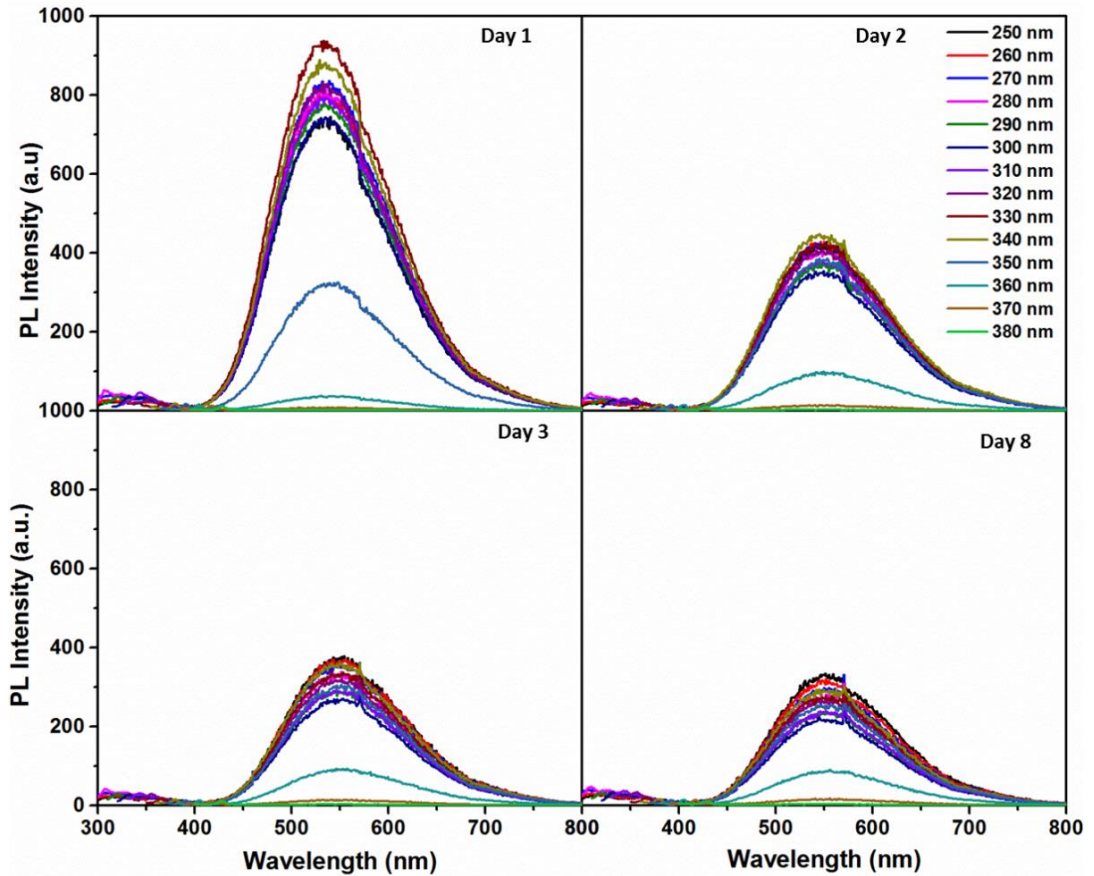 1000
800
600
400
200
1000
800
600
400
200
0
PL Intensity (a.u)
PL Intensity (a.u.)
Day 1
Day 2
250 nm
260 nm
270 nm
280 nm
290 nm
300 nm
310 nm
320 nm
330 nm
340 nm
350 nm
360 nm
370 nm
380 nm
Day 3
Day 8
300 400 500 600 700 800 400 500 600 700 800
Wavelength (nm)
Wavelength (nm)